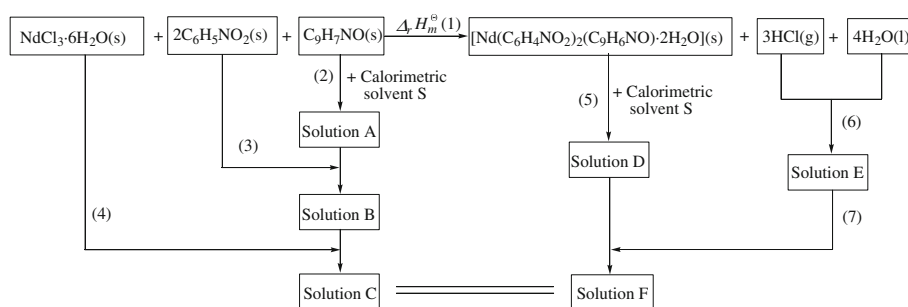 NdCl₃·6H₂O(s) + 2C₆H₅NO₂(s) + C₉H₇NO(s) ΔᵣHₘ^Θ(1) [Nd(C₆H₄NO₂)₂(C₉H₆NO)·2H₂O](s) + 3HCl(g) + 4H₂O(l)
(2) + Calorimetric solvent S
(5) + Calorimetric solvent S
(6)
Solution A
(3)
Solution D
Solution E
Solution B
(4)
(7)
Solution C
Solution F